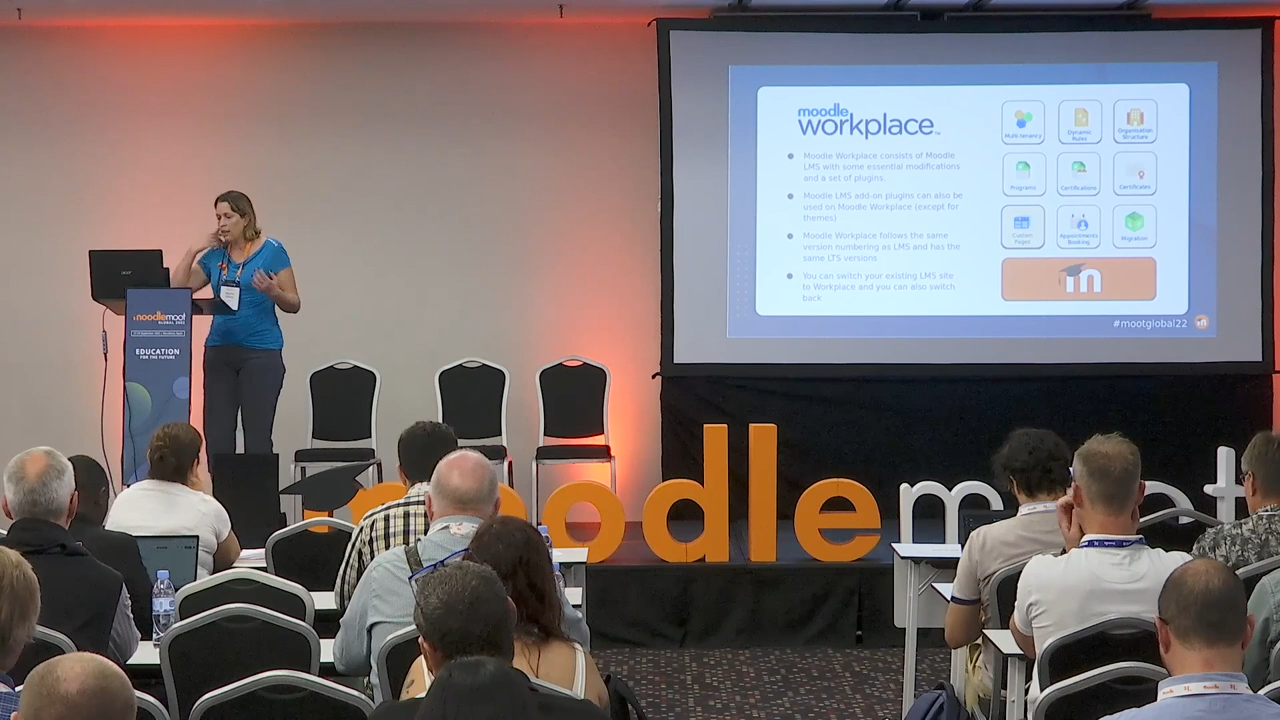 moodle
workplace
Moodle Workplace consists of Moodle
LMS with some essential modifications
and a set of plugins.
Moodle LMS add-on plugins can also be
used on Moodle Workplace (except for
themes)
Moodle Workplace follows the same
version numbering as LMS and has the
same LTS versions
You can switch your existing LMS site
to Workplace and you can also switch
back
Multi-tenancy
Dynamic
Rules
Organisation
Structure
Programs
Certifications
Certificates
Custom
Pages
Appointments
Booking
Migration
m
#mootglobal22
acer
moodlemoot
GLOBAL 2022
EDUCATION
FOR THE FUTURE
moodle